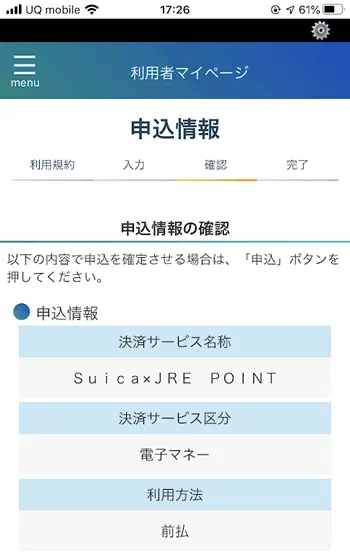 UQ mobile 17:26 61%
menu 利用者マイページ
申込情報
利用規約 入力 確認 完了
申込情報の確認
以下の内容で申込を確定させる場合は、「申込」ボタンを
押してください。
申込情報
決済サービス名称
Ｓｕｉｃａ×ＪＲＥ　ＰＯＩＮＴ
決済サービス区分
電子マネー
利用方法
前払